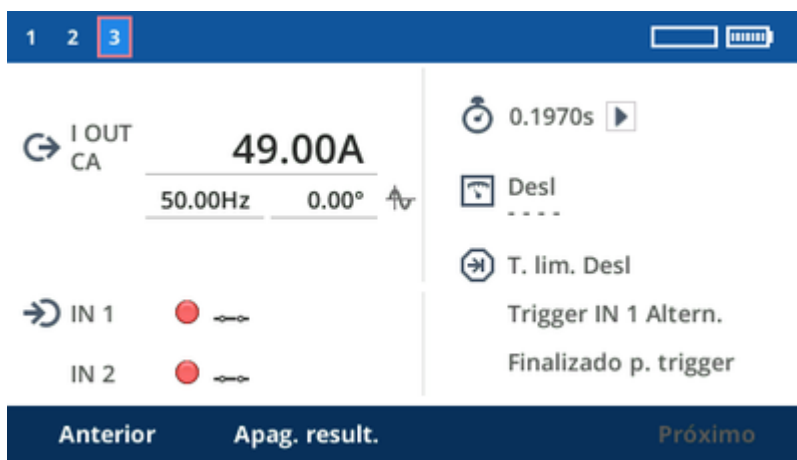 1 2 3
I OUT
CA
49.00A
50.00Hz 0.00°
IN 1
IN 2
0.1970s
Desl
- - - -
T. lim. Desl
Trigger IN 1 Altern.
Finalizado p. trigger
Anterior Apag. result. Próximo